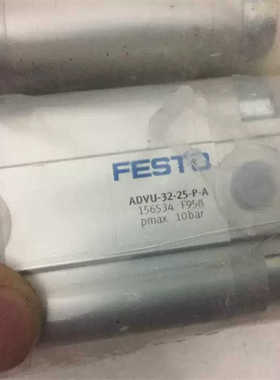 FESTO
ADVU-32-25-P-A
156534 F958
pmax 10bar